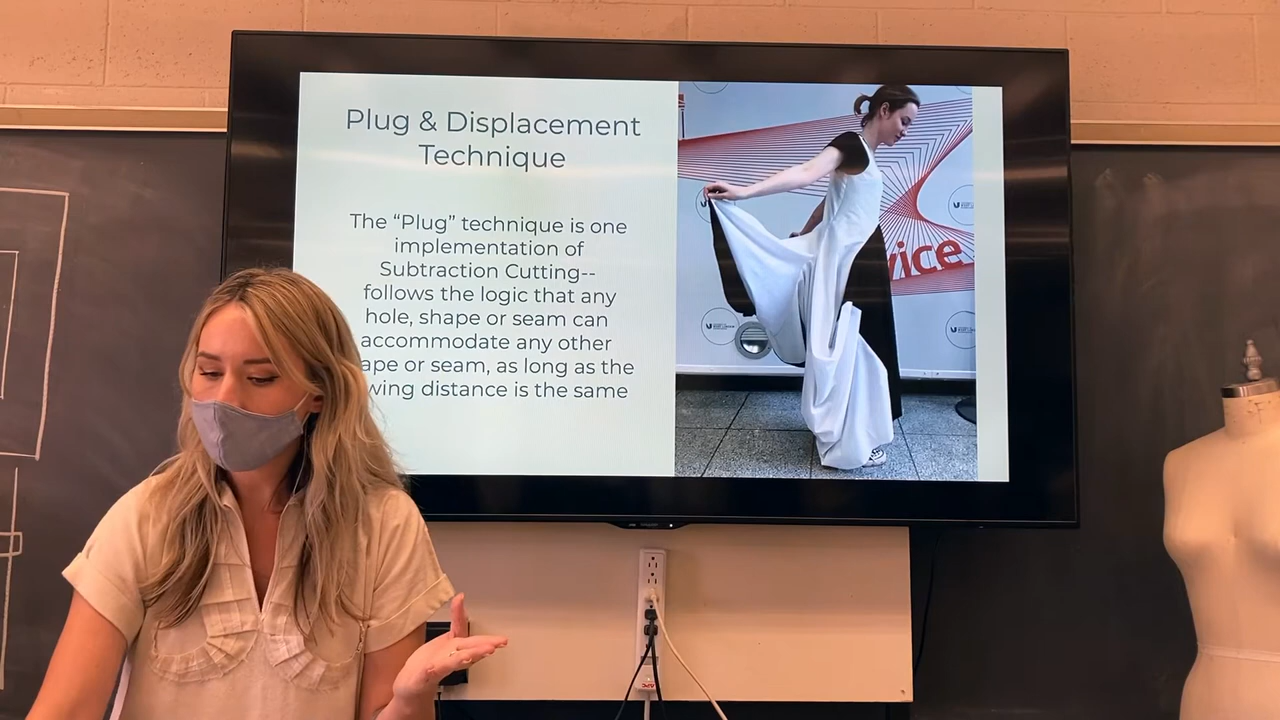 Plug & Displacement
Technique
The “Plug” technique is one
implementation of
Subtraction Cutting--
follows the logic that any
hole, shape or seam can
accommodate any other
ape or seam, as long as the
wing distance is the same
vice